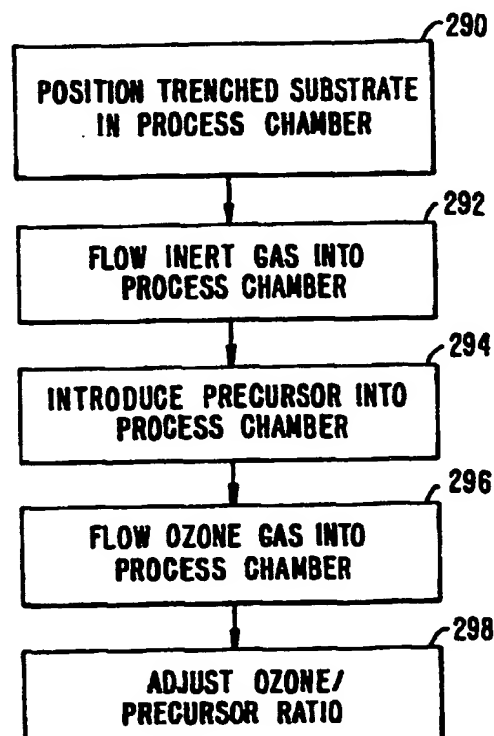 290
POSITION TRENCHED SUBSTRATE
IN PROCESS CHAMBER
292
FLOW INERT GAS INTO
PROCESS CHAMBER
294
INTRODUCE PRECURSOR INTO
PROCESS CHAMBER
296
FLOW OZONE GAS INTO
PROCESS CHAMBER
298
ADJUST OZONE/
PRECURSOR RATIO